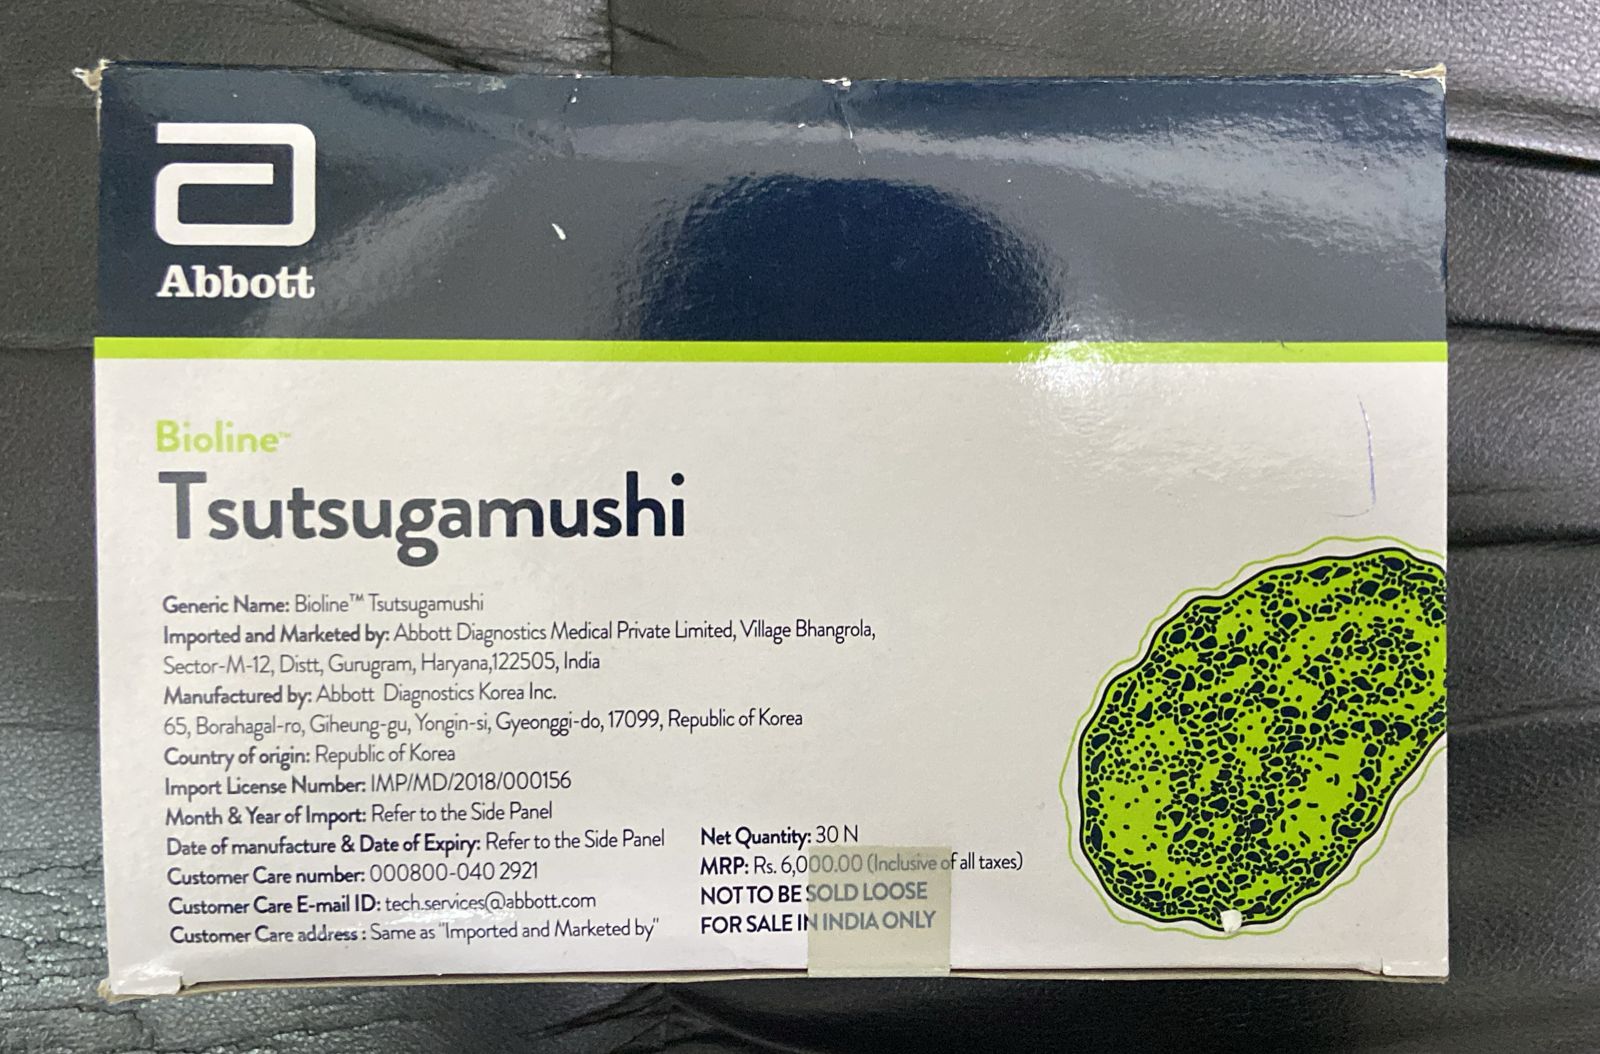 Abbott
Bioline™
Tsutsugamushi
Generic Name: Bioline™ Tsutsugamushi
Imported and Marketed by: Abbott Diagnostics Medical Private Limited, Village Bhangrola,
Sector-M-12, Distt, Gurugram, Haryana,122505, India
Manufactured by: Abbott Diagnostics Korea Inc.
65, Borahagal-ro, Giheung-gu, Yongin-si, Gyeonggi-do, 17099, Republic of Korea
Country of origin: Republic of Korea
Import License Number: IMP/MD/2018/000156
Month & Year of Import: Refer to the Side Panel
Date of manufacture & Date of Expiry: Refer to the Side Panel
Customer Care number: 000800-040 2921
Customer Care E-mail ID: tech.services@abbott.com
Customer Care address : Same as "Imported and Marketed by"
Net Quantity: 30 N
MRP: Rs. 6,000.00 (Inclusive of all taxes)
NOT TO BE SOLD LOOSE
FOR SALE IN INDIA ONLY